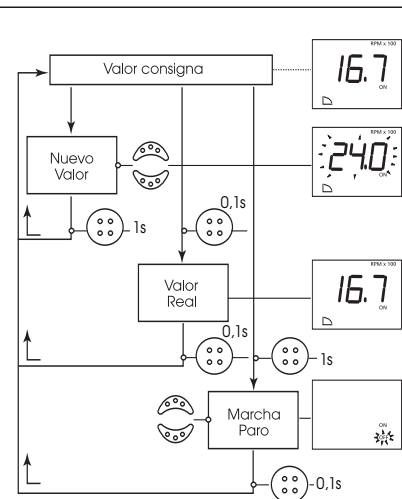 RPM x 100
Valor consigna
16.7
ON
RPM x 100
Nuevo
Valor
24.0
ON
1s
0,1s
RPM x 100
Valor
Real
16.7
ON
0,1s
1s
Marcha
Paro
ON
OFF
0,1s